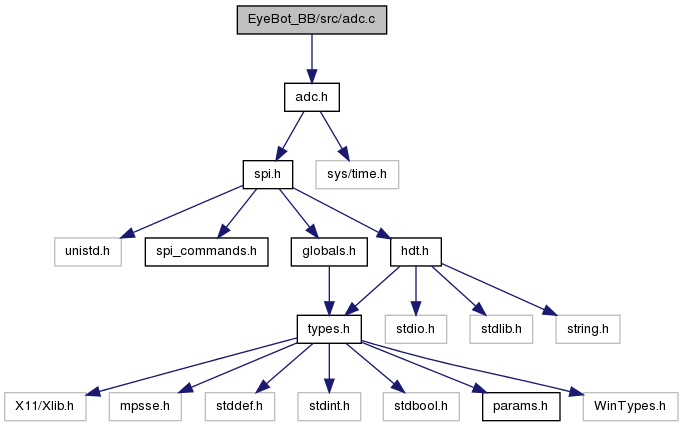 EyeBot_BB/src/adc.c
adc.h
spi.h
sys/time.h
unistd.h
spi_commands.h
globals.h
hdt.h
types.h
stdio.h
stdlib.h
string.h
X11/Xlib.h
mpsse.h
stddef.h
stdint.h
stdbool.h
params.h
WinTypes.h